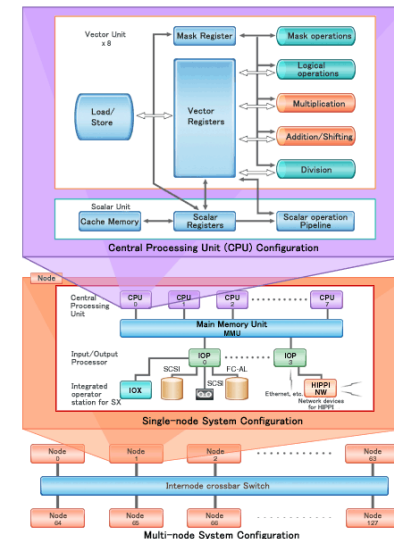 Vector Unit
x 8
Mask Register
Mask operations
Logical
operations
Load/
Store
Vector
Registers
Multiplication
Addition/Shifting
Division
Scalar Unit
Cache Memory
Scalar
Registers
Scalar operation
Pipeline
Central Processing Unit (CPU) Configuration
Node
Central
Processing
Unit
CPU
0
CPU
1
CPU
2
CPU
7
Main Memory Unit
MMU
Input/Output
Processor
IOP
0
IOP
3
SCSI
FC-AL
SCSI
Ethernet, etc.
Integrated
operator
station for SX
IOX
HIPPI
NW
Network devices
for HIPPI
Single-node System Configuration
Node
0
Node
1
Node
2
Node
63
Internode crossbar Switch
Node
64
Node
65
Node
66
Node
127
Multi-node System Configuration